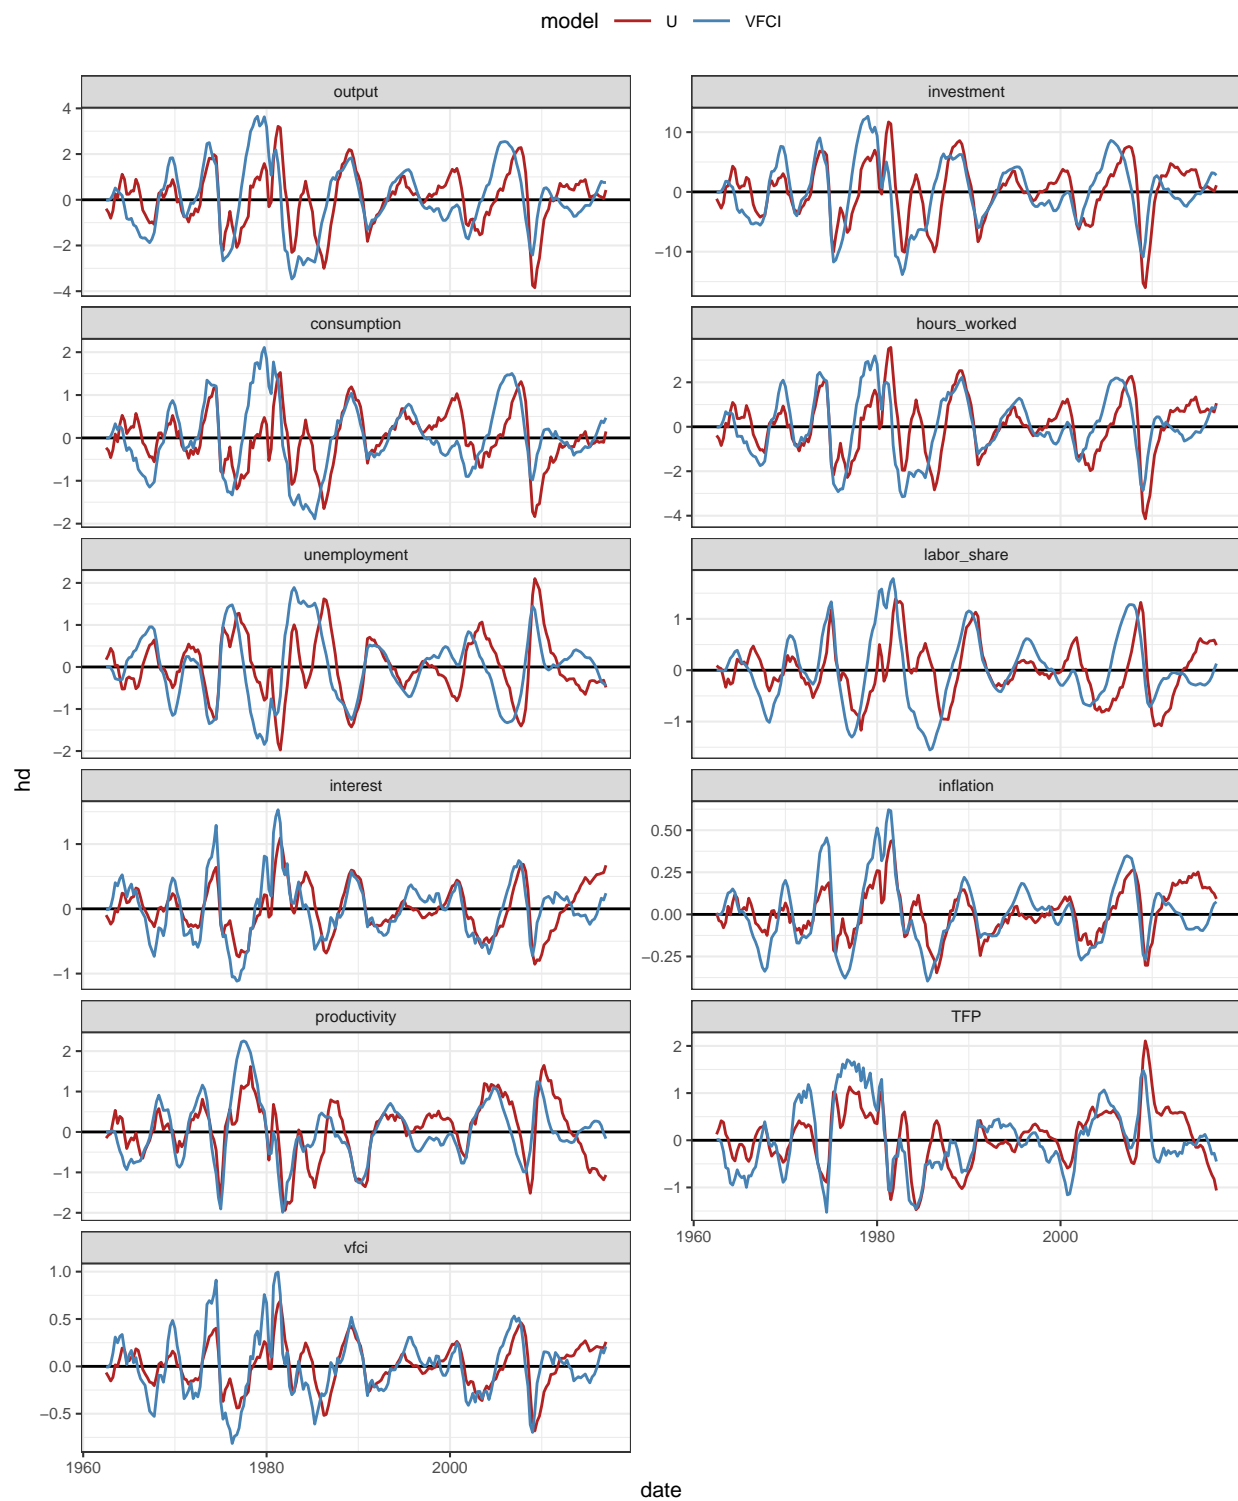 model U VFCI
output
4
2
0
−2
−4
investment
10
0
−10
consumption
2
1
0
−1
−2
hours_worked
2
0
−2
−4
unemployment
2
1
0
−1
−2
labor_share
1
0
−1
interest
1
0
−1
inflation
0.50
0.25
0.00
−0.25
productivity
2
1
0
−1
−2
TFP
2
1
0
−1
1960 1980 2000
vfci
1.0
0.5
0.0
−0.5
1960 1980 2000
hd
date